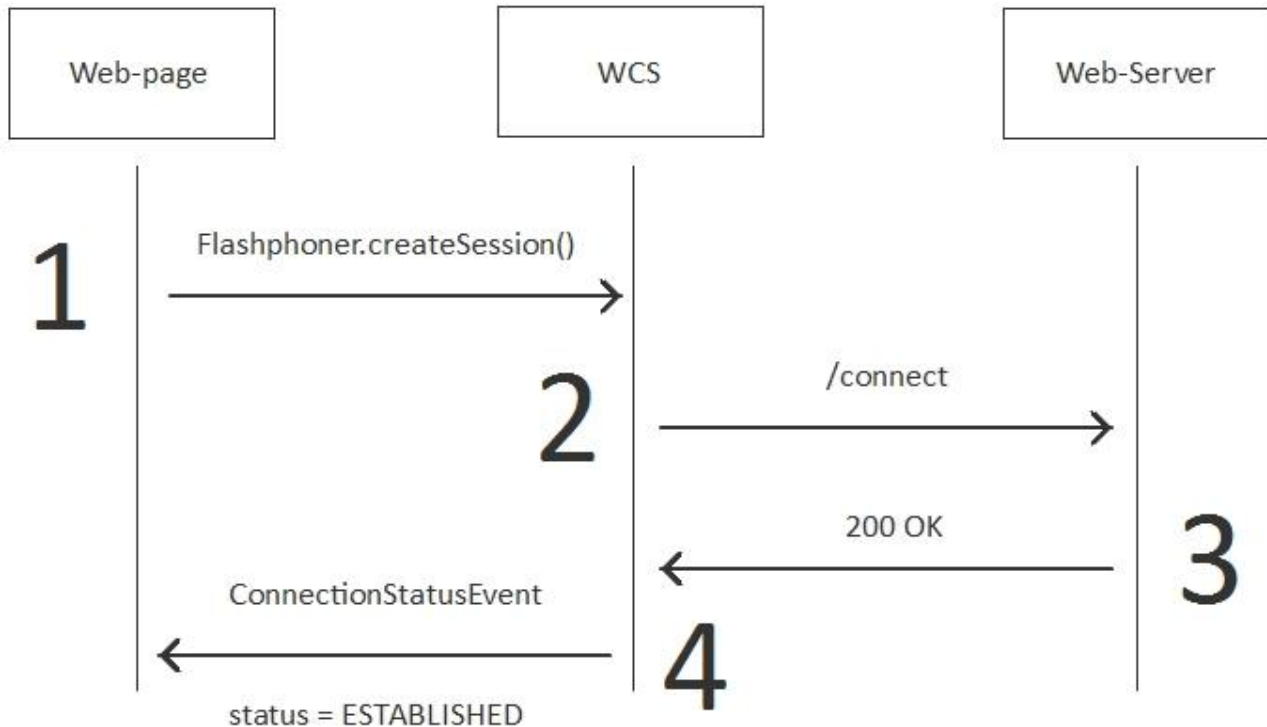 Web-page
WCS
Web-Server
1
Flashphoner.createSession()
2
/connect
200 OK
3
ConnectionStatusEvent
4
status = ESTABLISHED